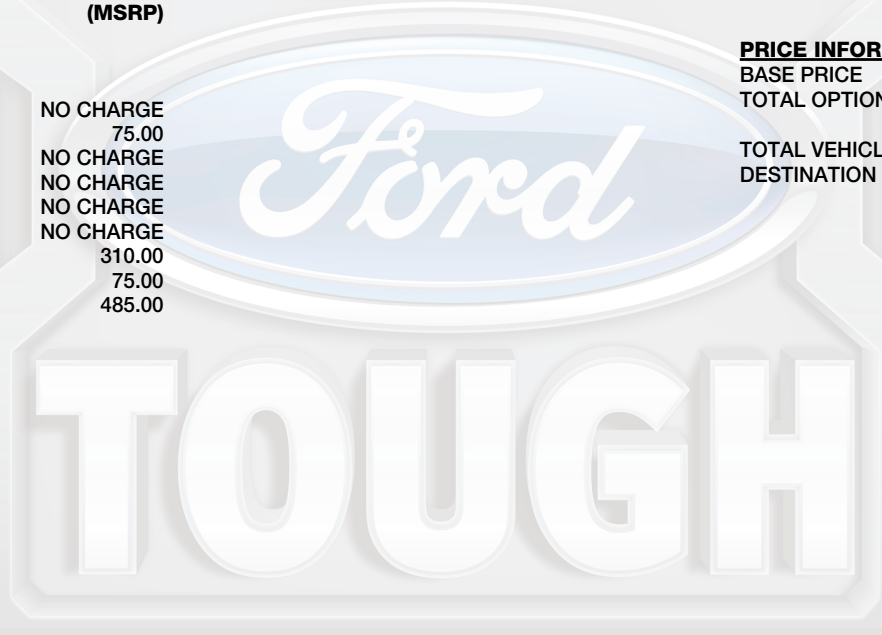 (MSRP)
NO CHARGE
75.00
NO CHARGE
NO CHARGE
NO CHARGE
NO CHARGE
310.00
75.00
485.00
PRICE INFOR
BASE PRICE
TOTAL OPTION
TOTAL VEHICL
DESTINATION
Ford
TOUGH